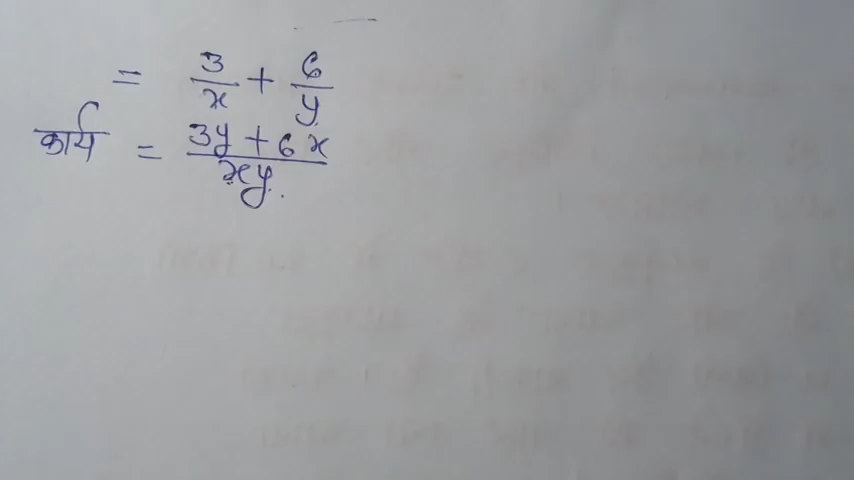 = 3/x + 6/y
कार्य = 3y + 6x / xy